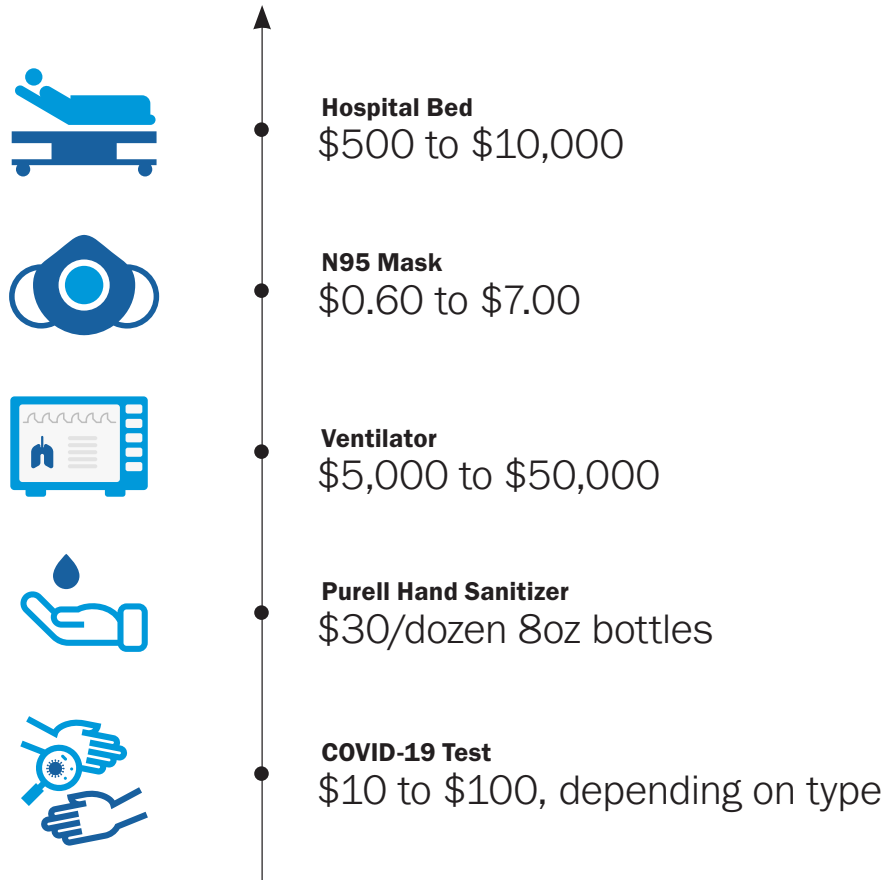 Hospital Bed
$500 to $10,000
N95 Mask
$0.60 to $7.00
Ventilator
$5,000 to $50,000
Purell Hand Sanitizer
$30/dozen 8oz bottles
COVID-19 Test
$10 to $100, depending on type